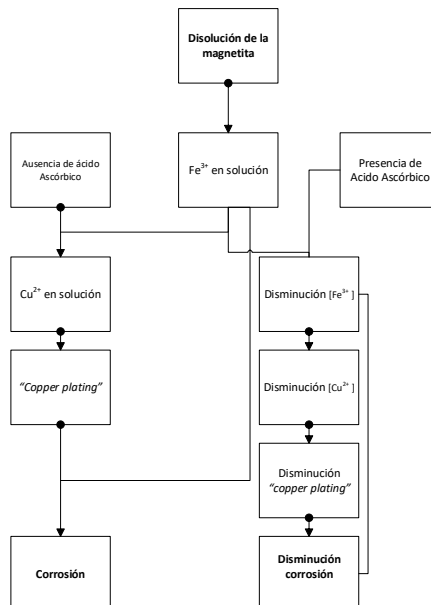 Disolución de la
magnetita
Ausencia de ácido
Ascórbico
Fe³⁺ en solución
Presencia de
Acido Ascórbico
Cu²⁺ en solución
Disminución [Fe³⁺ ]
“Copper plating”
Disminución [Cu²⁺ ]
Disminución
“copper plating”
Corrosión
Disminución
corrosión